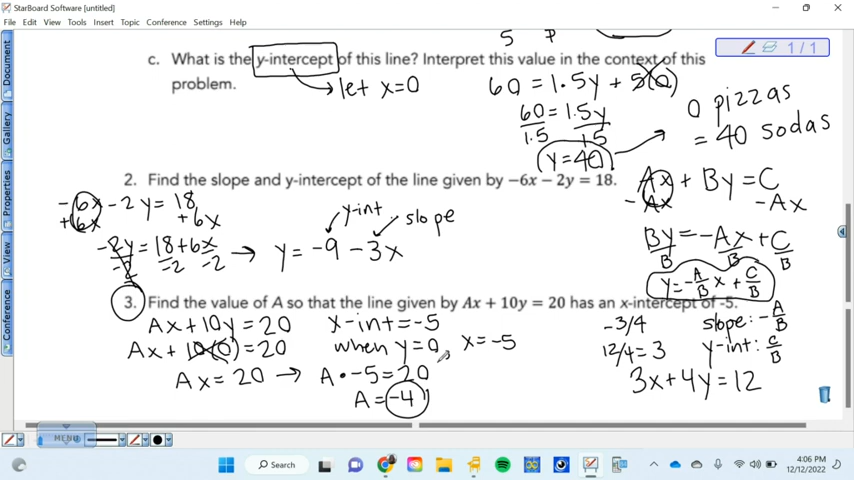 StarBoard Software (C:)
File Edit View Tools Topic Conference Settings Help
Document
Gallery
Properties
View
Conference
1 / 1
5 P
c. What is the y-intercept of this line? Interpret this value in the context of this
problem.
let x=0
60 = 1.5y + 5(0)
60 = 1.5y
1.5 1.5
y=40
0 pizzas
= 40 sodas
2. Find the slope and y-intercept of the line given by −6x − 2y = 18.
-6x-2y = 18
+6x +6x
-2y = 18+6x
-2 -2 -2
y = -9 -3x
y-int
slope
Ax + By = C
-Ax -Ax
By = -Ax + C
B B B
y=-A/B x + C/B
slope: -A/B
y-int: C/B
3. Find the value of A so that the line given by Ax + 10y = 20 has an x-intercept of -5.
Ax+10y=20
Ax+10(0)=20
Ax=20
x-int=-5
when y=0, x=-5
A•-5=20
A=-4
-3/4
12/4=3
3x+4y=12
MENU
Search
4:06 PM
12/12/2022